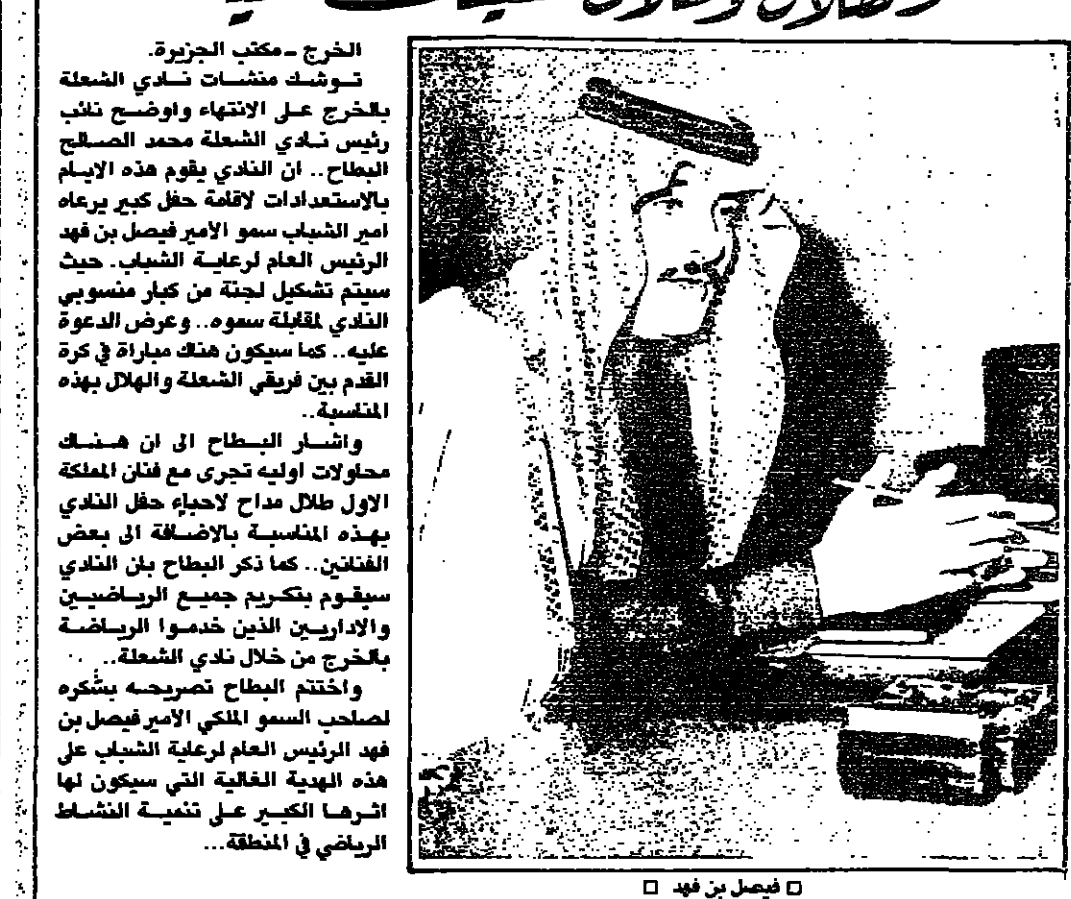 الخرج - مكتب الجزيرة.
توشك منشات نادي الشعلة
بالخرج على الانتهاء واوضح نائب
رئيس نادي الشعلة محمد الصالح
البطاح.. ان النادي يقوم هذه الايام
بالاستعدادات لاقامة حفل كبير يرعاه
امير الشباب سمو الأمير فيصل بن فهد
الرئيس العام لرعاية الشباب. حيث
سيتم تشكيل لجنة من كبار منسوبي
النادي لمقابلة سموه.. وعرض الدعوة
عليه.. كما سيكون هناك مباراة في كرة
القدم بين فريقي الشعلة والهلال بهذه
المناسبة..
واشار البطاح الى ان هناك
محاولات اوليه تجرى مع فنان المملكة
الاول طلال مداح لاحياء حفل النادي
بهذه المناسبة بالاضافة الى بعض
الفنانين.. كما ذكر البطاح بان النادي
سيقوم بتكريم جميع الرياضيين
والاداريين الذين خدموا الرياضة
بالخرج من خلال نادي الشعلة..
واختتم البطاح تصريحه بشكره
لصاحب السمو الملكي الأمير فيصل بن
فهد الرئيس العام لرعاية الشباب على
هذه الهدية الغالية التي سيكون لها
اثرها الكبير على تنمية النشاط
الرياضي في المنطقة...
□ فيصل بن فهد □